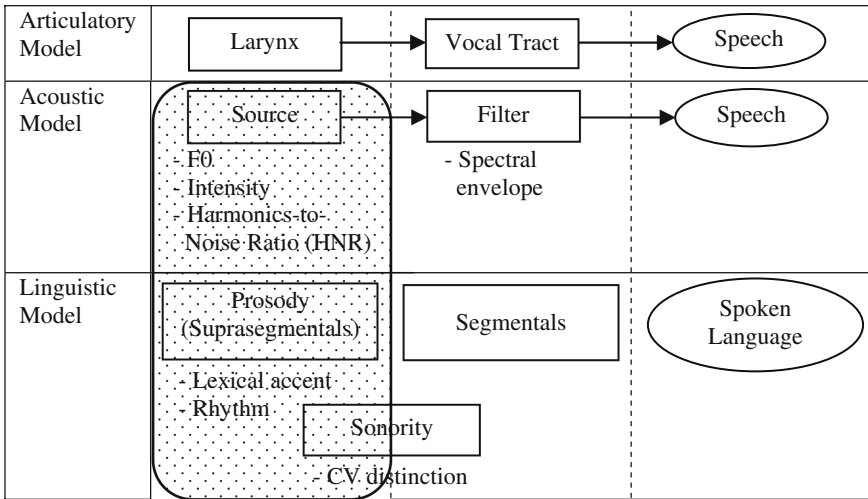 Articulatory
Model
Larynx
Vocal Tract
Speech
Acoustic
Model
Source
Filter
Speech
- F0
- Intensity
- Harmonics-to-
Noise Ratio (HNR)
- Spectral
envelope
Linguistic
Model
Prosody
(Suprasegmentals)
Segmentals
Spoken
Language
- Lexical accent
- Rhythm
Sonority
- CV distinction